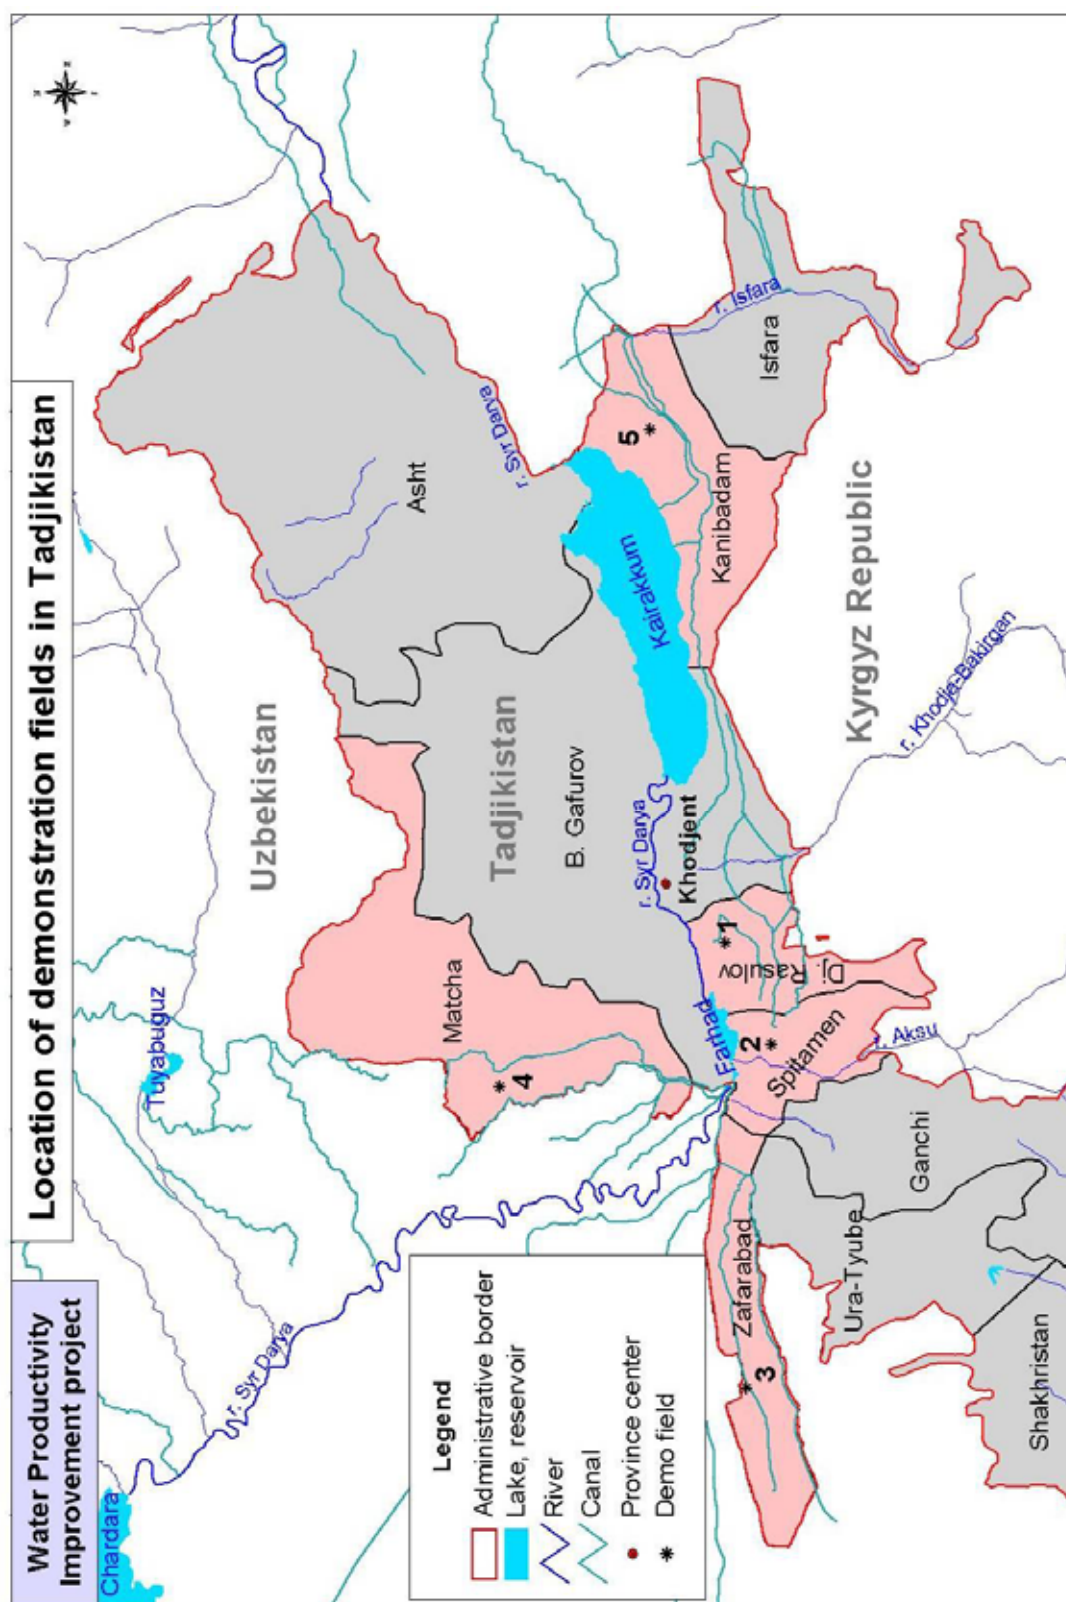 Water Productivity
Improvement project
Location of demonstration fields in Tadjikistan
Chardara
Tuyabuguz
Uzbekistan
r. Syr Darya
Matcha
4
Asht
Tadjikistan
r. Syr Darya
B. Gafurov
r. Syr Darya
Khodjent
Kairakkum
5
Kanibadam
r. Isfara
Isfara
Farhad
1
Dj. Rasulov
2
Spitamen
r. Aksu
Zafarabad
3
Ura-Tyube
Ganchi
Shakhristan
Kyrgyz Republic
r. Khodja-Bakirgan
Legend
Administrative border
Lake, reservoir
River
Canal
Province center
Demo field